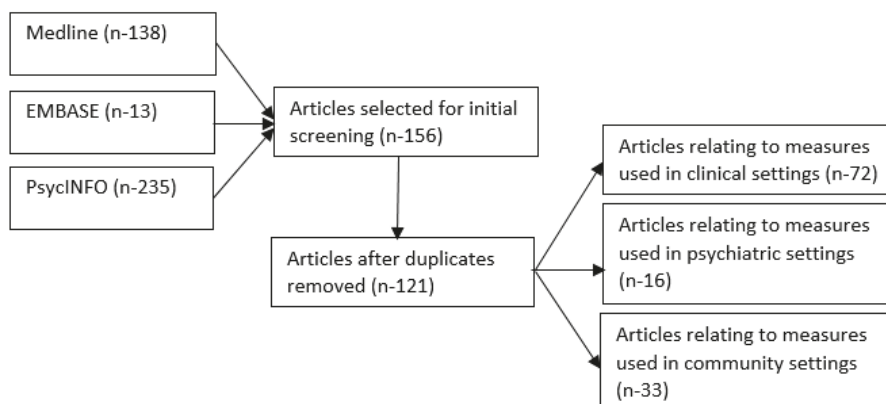 Medline (n-138)
EMBASE (n-13)
PsycINFO (n-235)
Articles selected for initial
screening (n-156)
Articles after duplicates
removed (n-121)
Articles relating to measures
used in clinical settings (n-72)
Articles relating to measures
used in psychiatric settings
(n-16)
Articles relating to measures
used in community settings
(n-33)